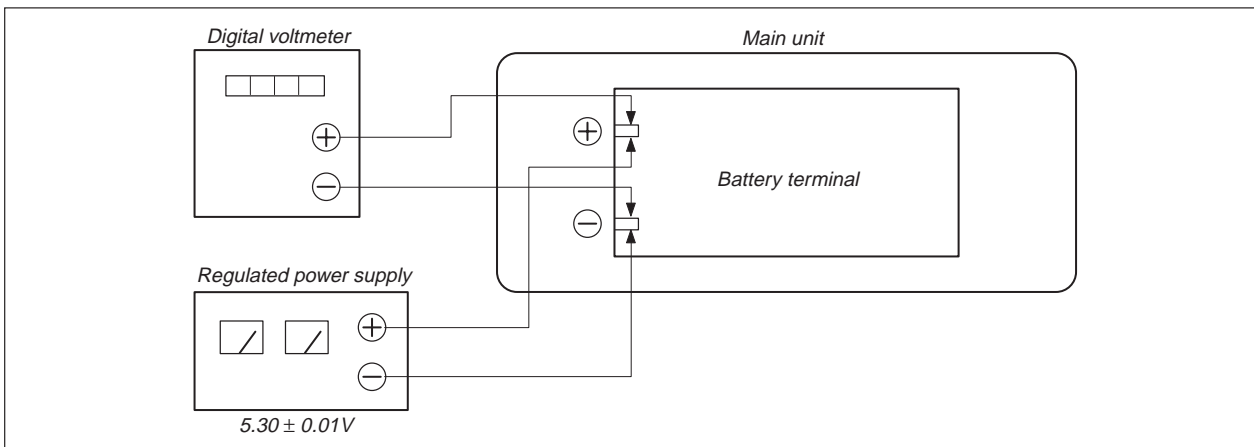 Digital voltmeter
Main unit
+
−
+
−
Battery terminal
Regulated power supply
+
−
5.30 ± 0.01V